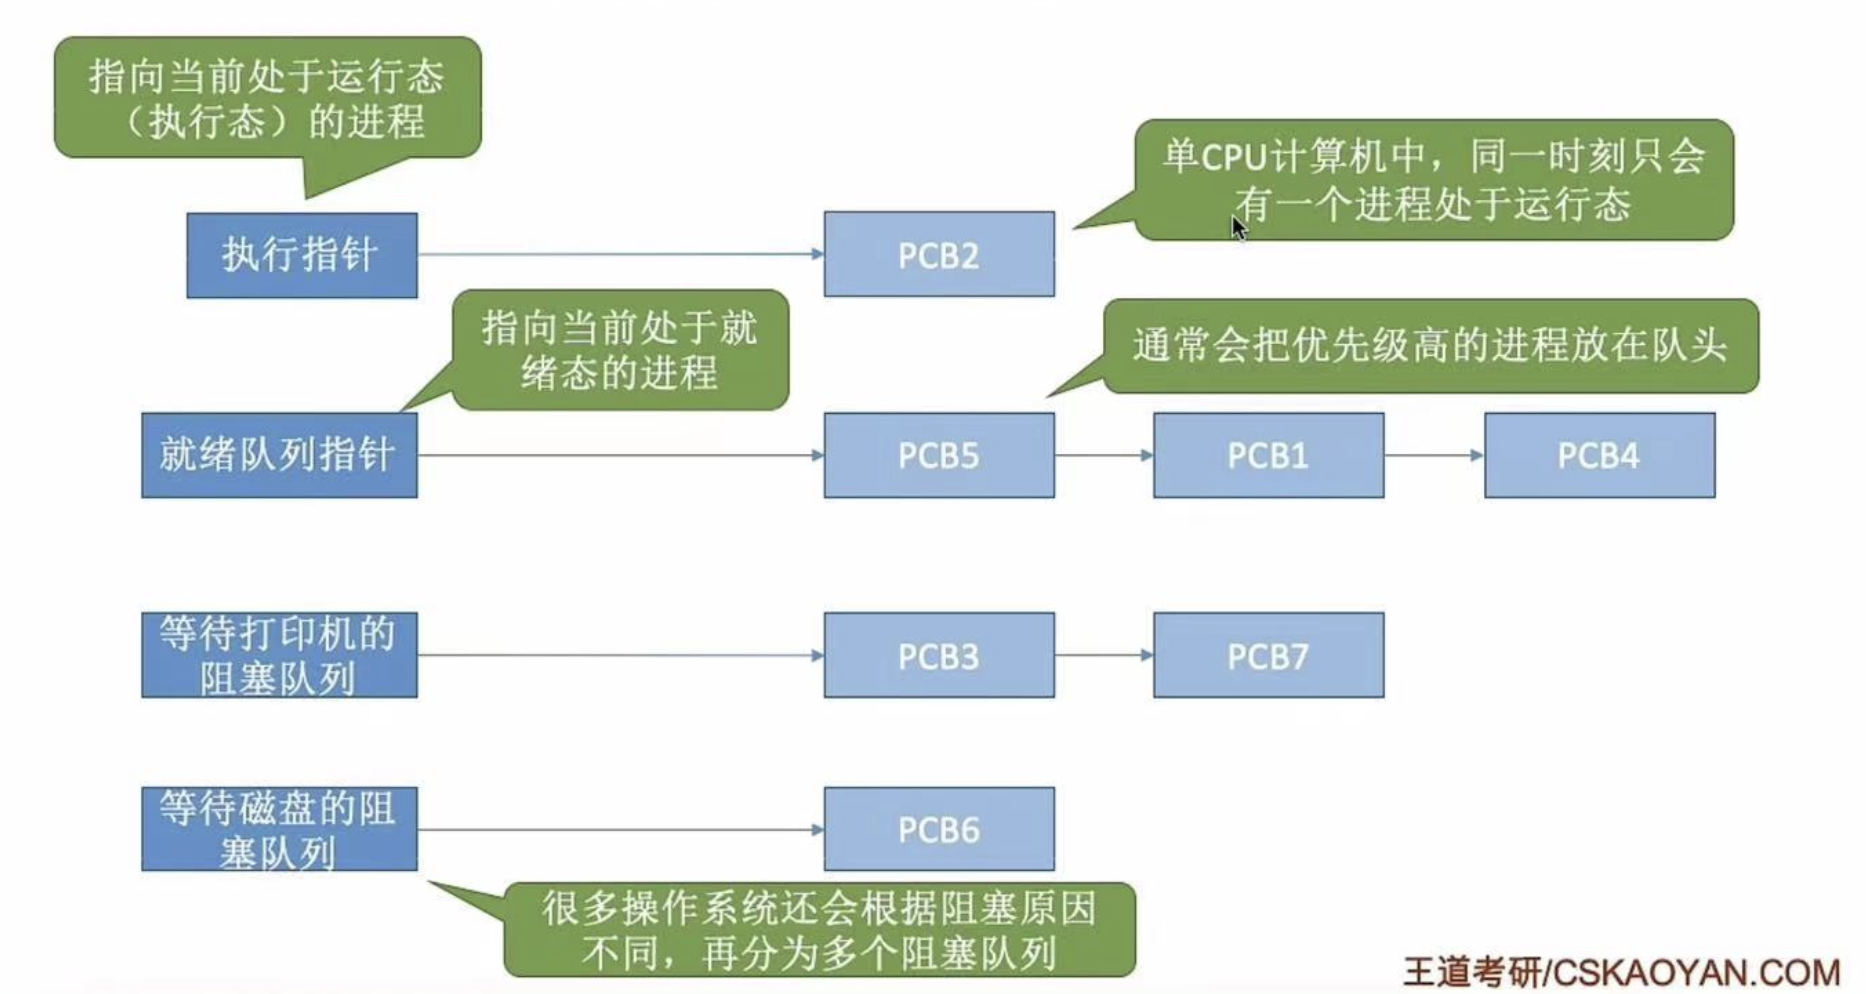 指向当前处于运行态
（执行态）的进程
单CPU计算机中，同一时刻只会
有一个进程处于运行态
执行指针
PCB2
指向当前处于就
绪态的进程
通常会把优先级高的进程放在队头
就绪队列指针
PCB5
PCB1
PCB4
等待打印机的
阻塞队列
PCB3
PCB7
等待磁盘的阻
塞队列
PCB6
很多操作系统还会根据阻塞原因
不同，再分为多个阻塞队列
王道考研/CSKAOYAN.COM